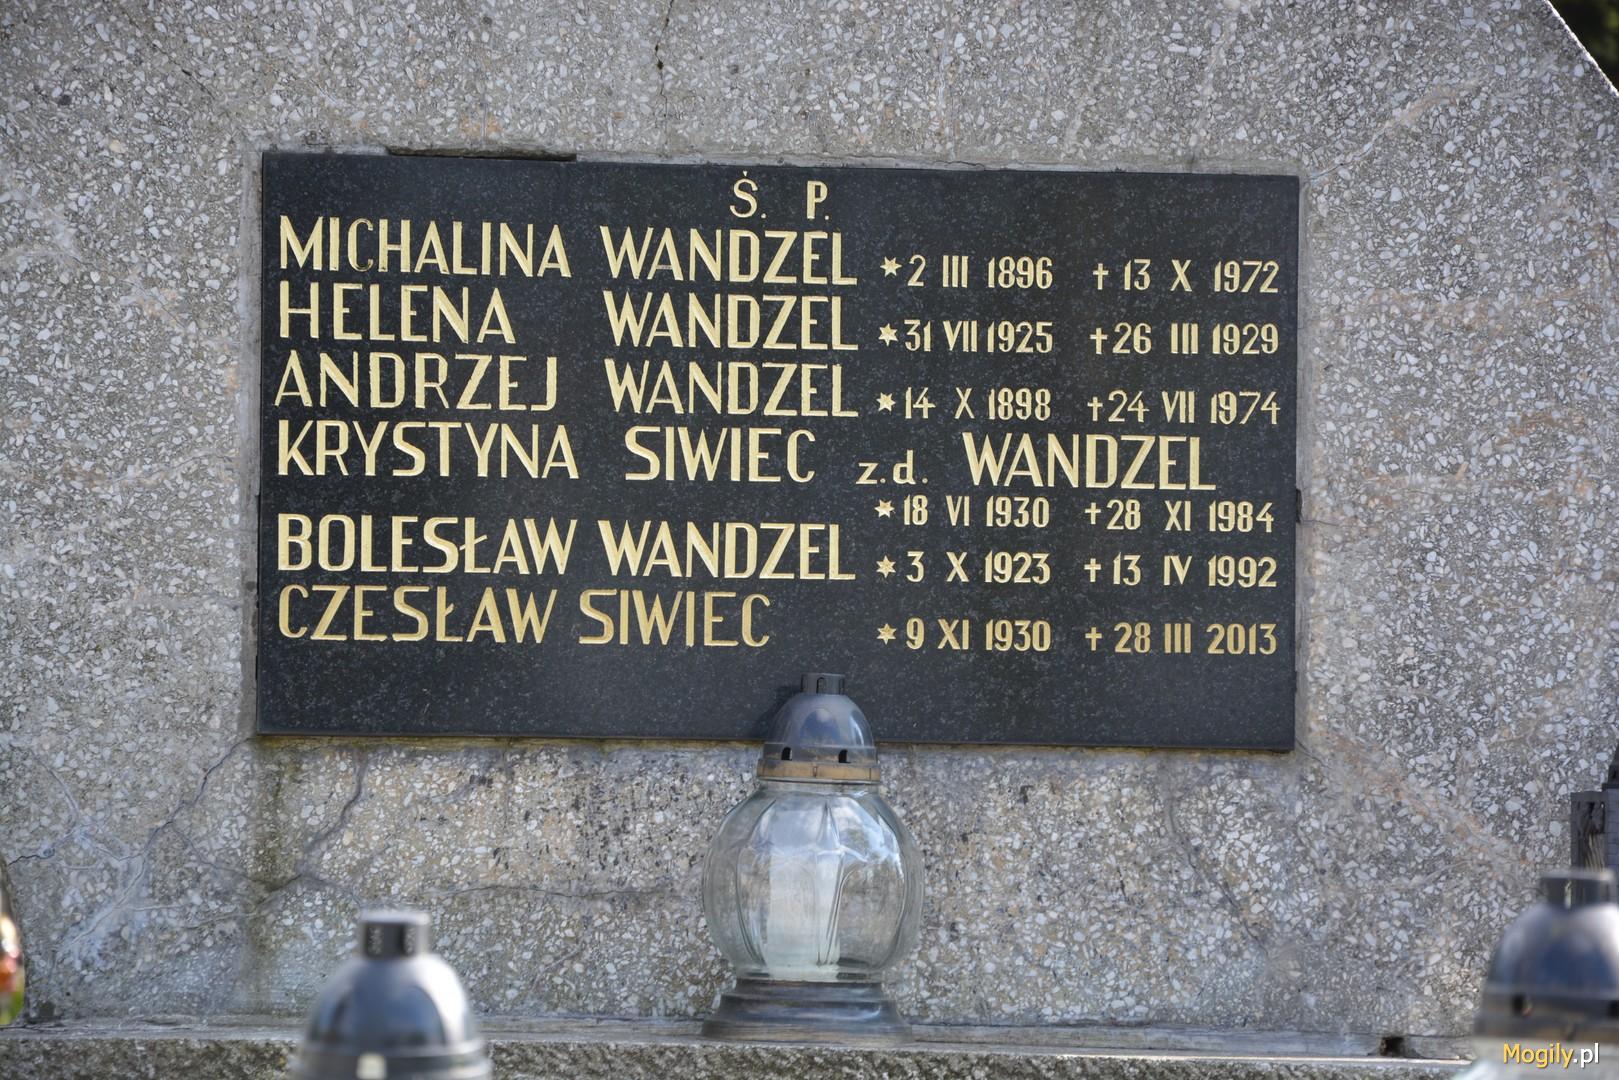 Ś. P.
MICHALINA WANDZEL * 2 III 1896 † 13 X 1972
HELENA WANDZEL * 31 VII 1925 † 26 III 1929
ANDRZEJ WANDZEL * 14 X 1898 † 24 VII 1974
KRYSTYNA SIWIEC z.d. WANDZEL
* 18 VI 1930 † 28 XI 1984
BOLESŁAW WANDZEL * 3 X 1923 † 13 IV 1992
CZESŁAW SIWIEC * 9 XI 1930 † 28 III 2013
Mogily.pl